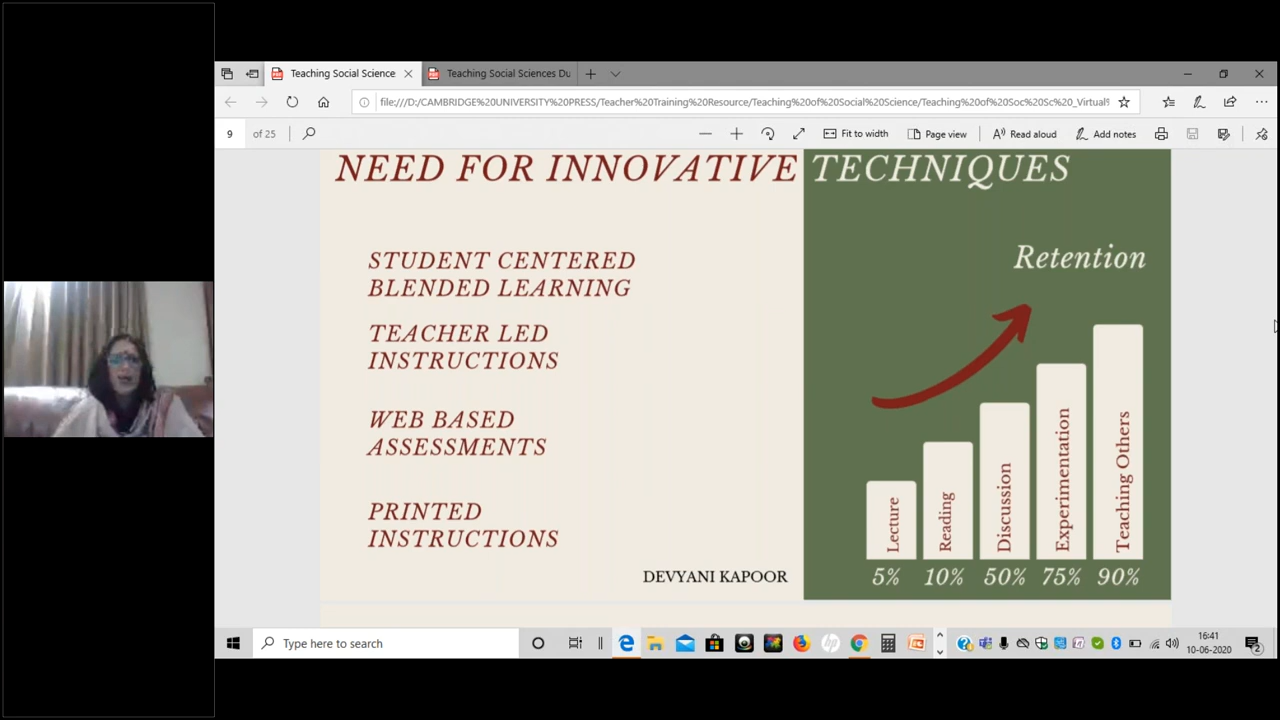 Teaching Social Science
Teaching Social Sciences Du
file:///D:/CAMBRIDGE%20UNIVERSITY%20PRESS/Teacher%20Training%20Resource/Teaching%20of%20Social%20Science/Teaching%20of%20Soc%20Sc%20_Virtual%
9 of 25
Fit to width
Page view
Read aloud
Add notes
NEED FOR INNOVATIVE TECHNIQUES
STUDENT CENTERED
BLENDED LEARNING
TEACHER LED
INSTRUCTIONS
WEB BASED
ASSESSMENTS
PRINTED
INSTRUCTIONS
DEVYANI KAPOOR
Retention
Lecture
Reading
Discussion
Experimentation
Teaching Others
5% 10% 50% 75% 90%
Type here to search
16:41
10-06-2020